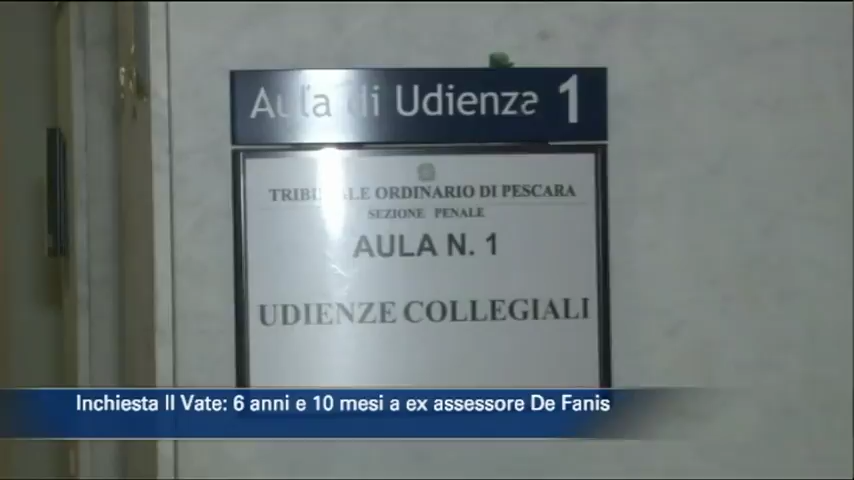 Aula di Udienza 1
TRIBUNALE ORDINARIO DI PESCARA
SEZIONE PENALE
AULA N. 1
UDIENZE COLLEGIALI
Inchiesta Il Vate: 6 anni e 10 mesi a ex assessore De Fanis